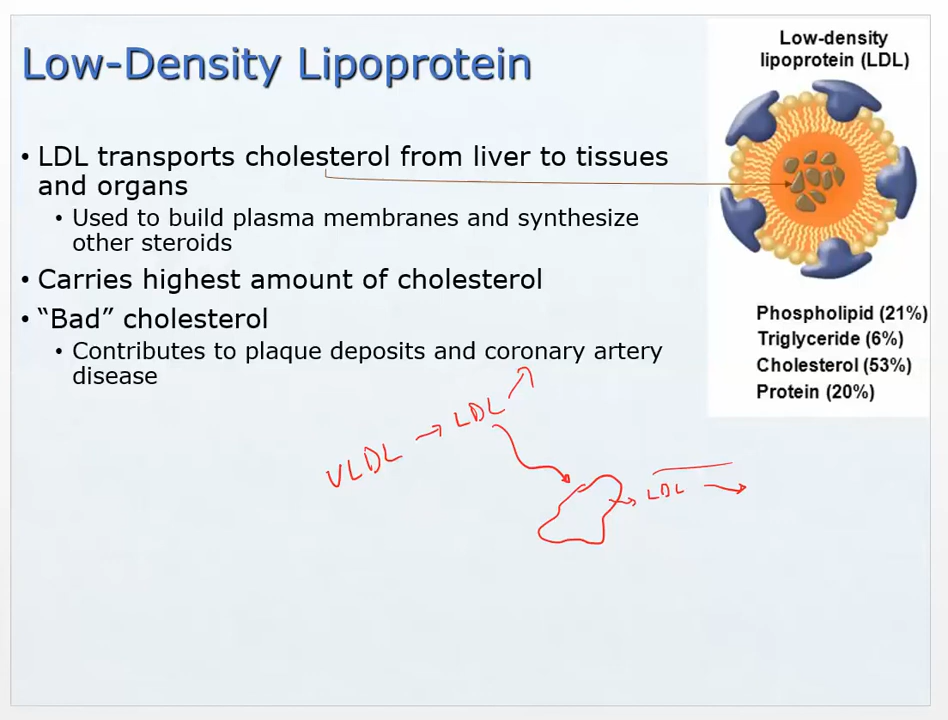 Low-Density Lipoprotein
• LDL transports cholesterol from liver to tissues
and organs
• Used to build plasma membranes and synthesize
other steroids
• Carries highest amount of cholesterol
• “Bad” cholesterol
• Contributes to plaque deposits and coronary artery
disease
Low-density
lipoprotein (LDL)
Phospholipid (21%)
Triglyceride (6%)
Cholesterol (53%)
Protein (20%)
VLDL → LDL
LDL